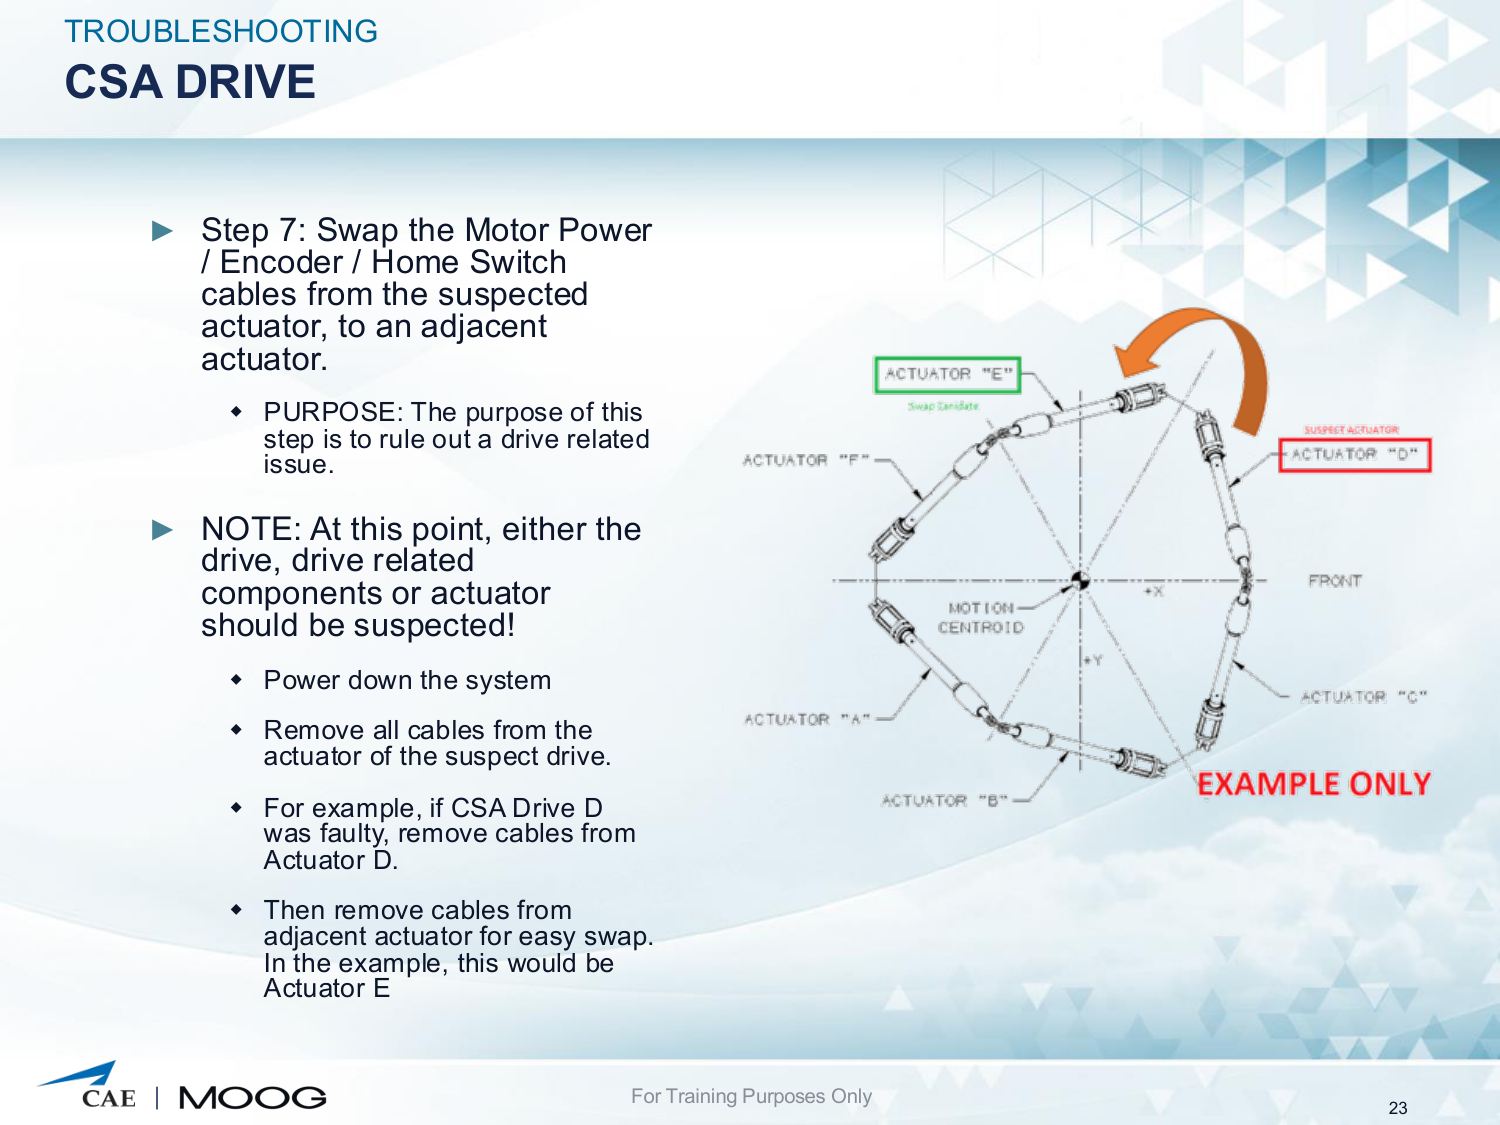 TROUBLESHOOTING
CSA DRIVE
► Step 7: Swap the Motor Power
/ Encoder / Home Switch
cables from the suspected
actuator, to an adjacent
actuator.
◆ PURPOSE: The purpose of this
step is to rule out a drive related
issue.
► NOTE: At this point, either the
drive, drive related
components or actuator
should be suspected!
◆ Power down the system
◆ Remove all cables from the
actuator of the suspect drive.
◆ For example, if CSA Drive D
was faulty, remove cables from
Actuator D.
◆ Then remove cables from
adjacent actuator for easy swap.
In the example, this would be
Actuator E
ACTUATOR "E"
Swap Canidate
SUSPECT ACTUATOR
ACTUATOR "D"
ACTUATOR "F"
FRONT
+X
MOTION
CENTROID
+Y
ACTUATOR "C"
ACTUATOR "A"
EXAMPLE ONLY
ACTUATOR "B"
CAE | MOOG
For Training Purposes Only
23